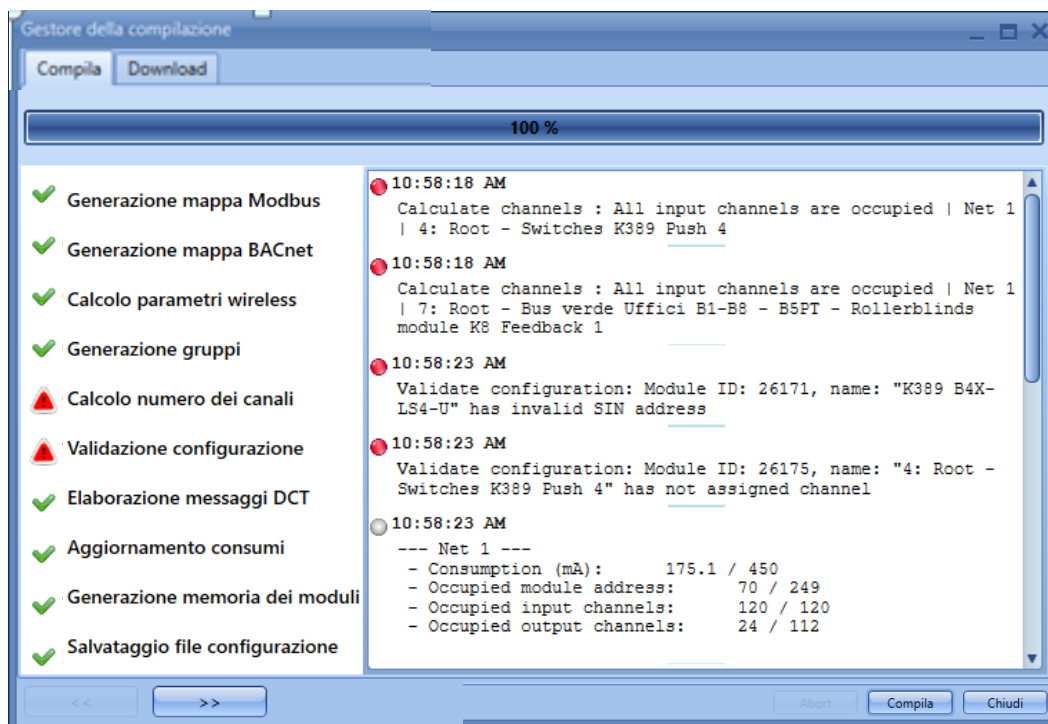 Gestore della compilazione
Compila Download
100 %
Generazione mappa Modbus
Generazione mappa BACnet
Calcolo parametri wireless
Generazione gruppi
Calcolo numero dei canali
Validazione configurazione
Elaborazione messaggi DCT
Aggiornamento consumi
Generazione memoria dei moduli
Salvataggio file configurazione
10:58:18 AM
Calculate channels : All input channels are occupied | Net 1
| 4: Root - Switches K389 Push 4
10:58:18 AM
Calculate channels : All input channels are occupied | Net 1
| 7: Root - Bus verde Uffici B1-B8 - B5PT - Rollerblinds
module K8 Feedback 1
10:58:23 AM
Validate configuration: Module ID: 26171, name: "K389 B4X-
LS4-U" has invalid SIN address
10:58:23 AM
Validate configuration: Module ID: 26175, name: "4: Root -
Switches K389 Push 4" has not assigned channel
10:58:23 AM
--- Net 1 ---
- Consumption (mA): 175.1 / 450
- Occupied module address: 70 / 249
- Occupied input channels: 120 / 120
- Occupied output channels: 24 / 112
<< >> Abort Compila Chiudi